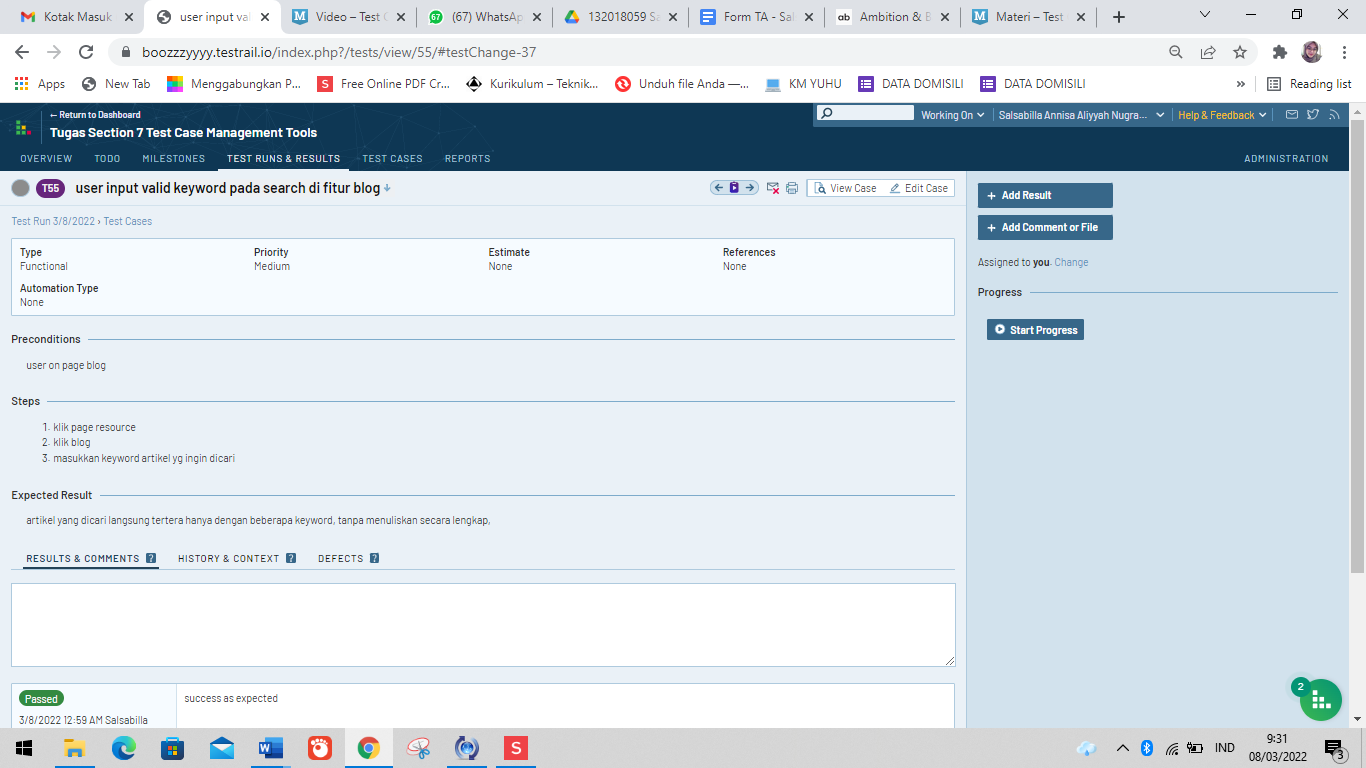 Kotak Masuk
user input val
Video – Test C
(67) WhatsAp
132018059 Sa
Form TA - Sal
ab Ambition & B
Materi – Test
boozzzyyyy.testrail.io/index.php?/tests/view/55/#testChange-37
Apps
New Tab
Menggabungkan P...
Free Online PDF Cr...
Kurikulum – Teknik...
Unduh file Anda —...
KM YUHU
DATA DOMISILI
DATA DOMISILI
»
Reading list
← Return to Dashboard
Tugas Section 7 Test Case Management Tools
Working On
Salsabilla Annisa Aliyyah Nugra...
Help & Feedback
OVERVIEW
TODO
MILESTONES
TEST RUNS & RESULTS
TEST CASES
REPORTS
ADMINISTRATION
T55
user input valid keyword pada search di fitur blog
View Case
Edit Case
+ Add Result
Test Run 3/8/2022 › Test Cases
+ Add Comment or File
Type
Functional
Priority
Medium
Estimate
None
References
None
Automation Type
None
Assigned to you. Change
Progress
Start Progress
Preconditions
user on page blog
Steps
1. klik page resource
2. klik blog
3. masukkan keyword artikel yg ingin dicari
Expected Result
artikel yang dicari langsung tertera hanya dengan beberapa keyword, tanpa menuliskan secara lengkap,
RESULTS & COMMENTS ?
HISTORY & CONTEXT ?
DEFECTS ?
Passed
success as expected
3/8/2022 12:59 AM Salsabilla
2
IND
9:31
08/03/2022
3